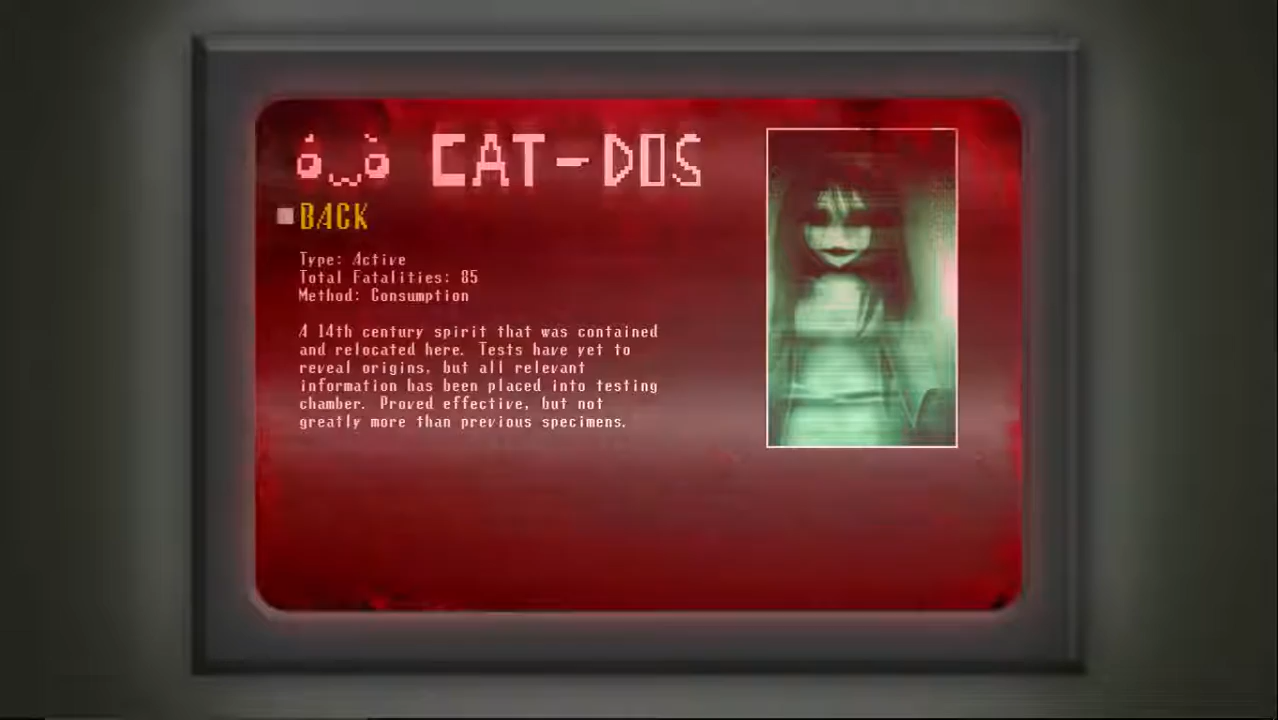 CAT-DOS
BACK
Type: Active
Total Fatalities: 85
Method: Consumption
A 14th century spirit that was contained
and relocated here. Tests have yet to
reveal origins, but all relevant
information has been placed into testing
chamber. Proved effective, but not
greatly more than previous specimens.